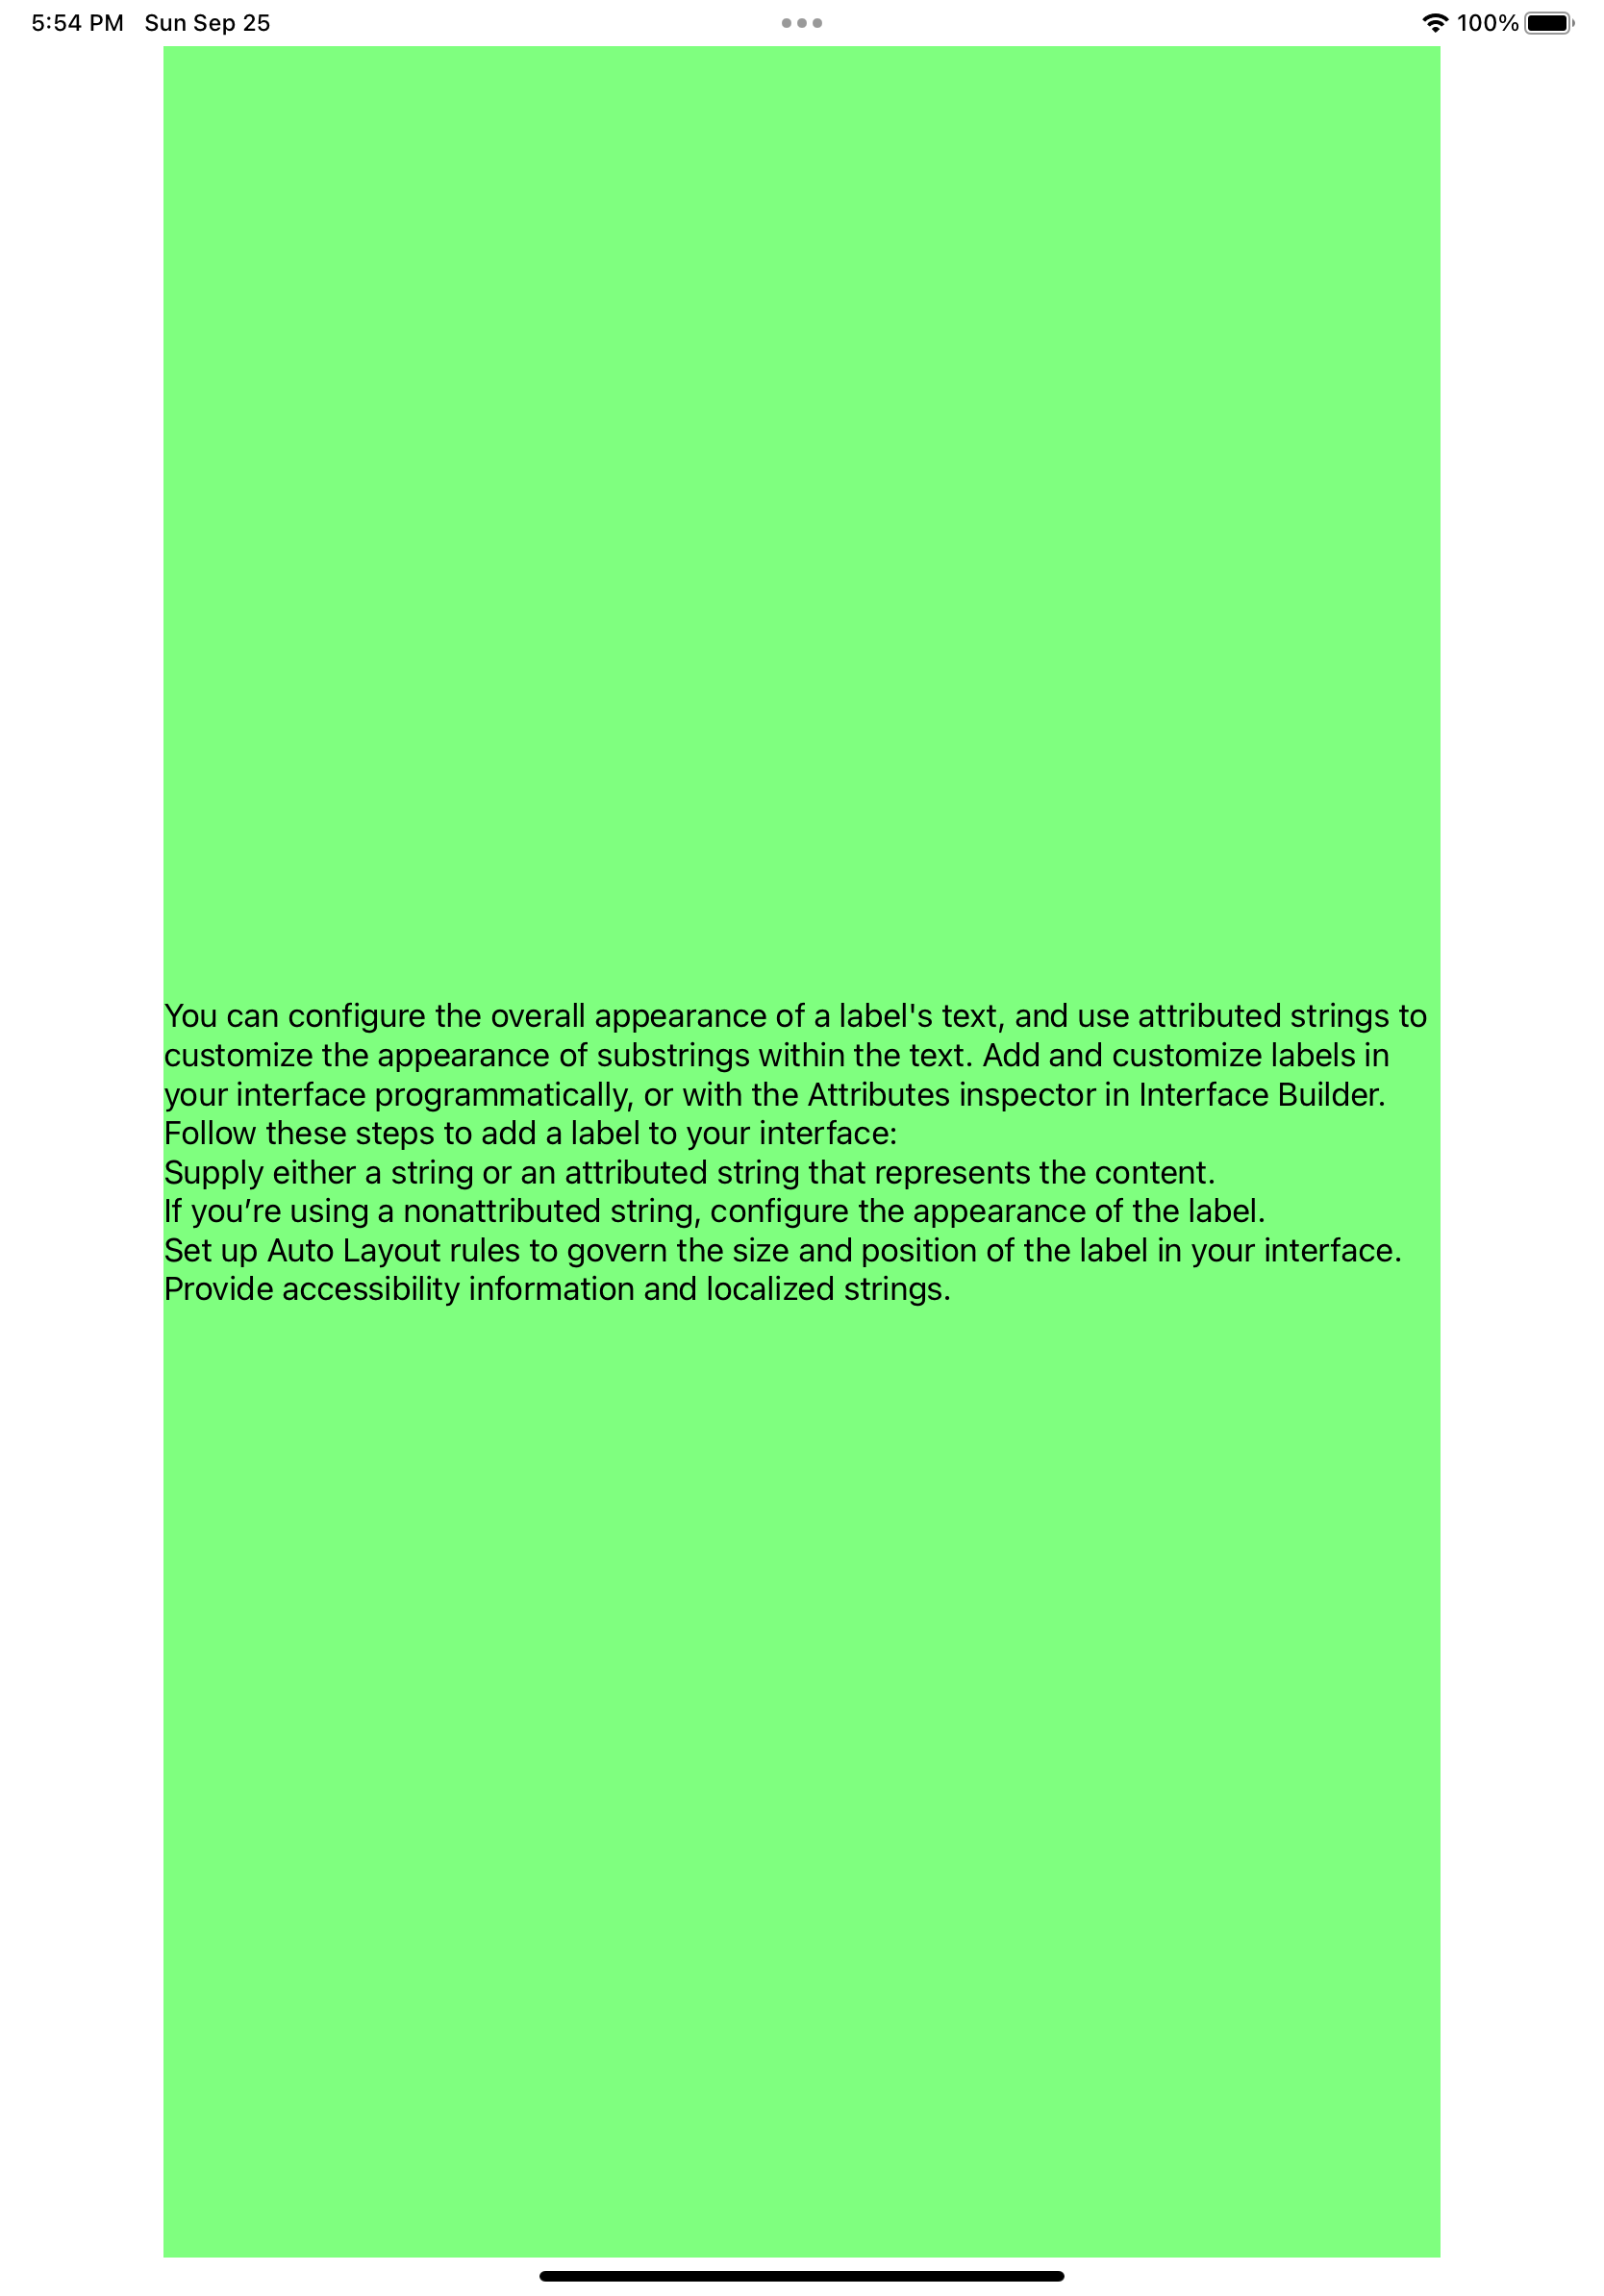 5:54 PM Sun Sep 25 100%
You can configure the overall appearance of a label's text, and use attributed strings to
customize the appearance of substrings within the text. Add and customize labels in
your interface programmatically, or with the Attributes inspector in Interface Builder.
Follow these steps to add a label to your interface:
Supply either a string or an attributed string that represents the content.
If you’re using a nonattributed string, configure the appearance of the label.
Set up Auto Layout rules to govern the size and position of the label in your interface.
Provide accessibility information and localized strings.